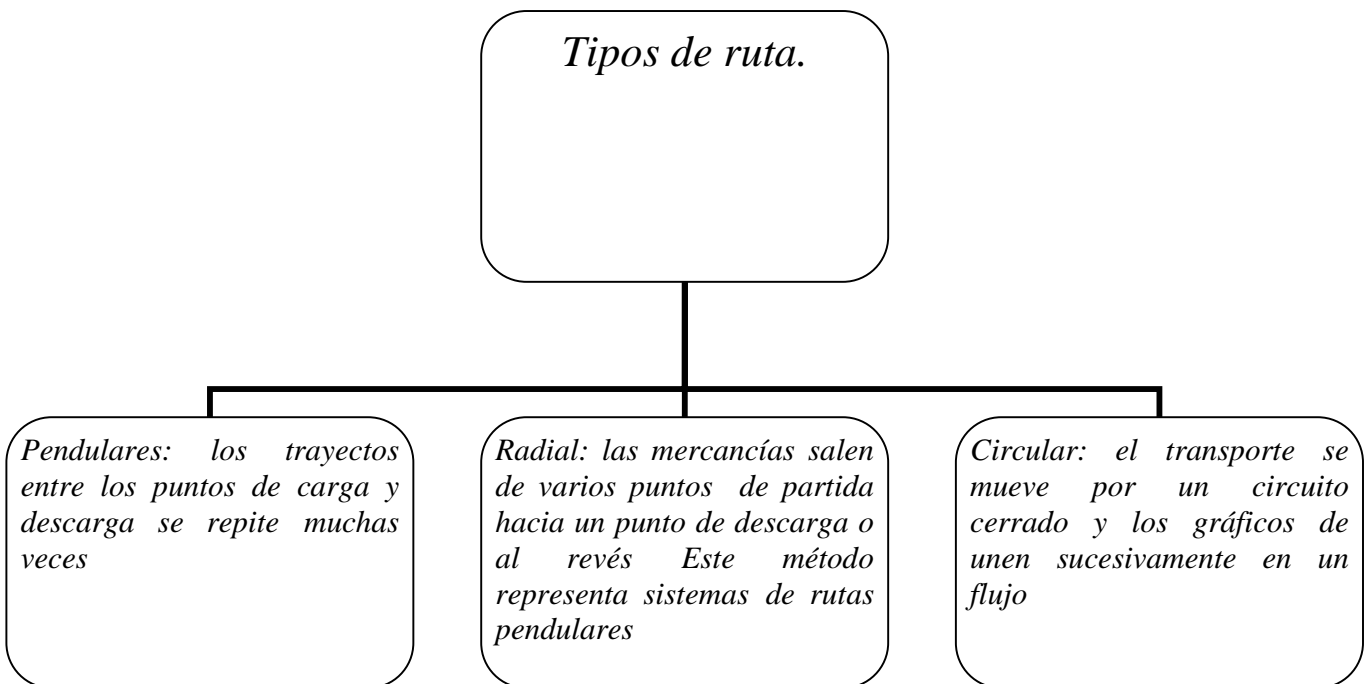 Tipos de ruta.
Pendulares: los trayectos
entre los puntos de carga y
descarga se repite muchas
veces
Radial: las mercancías salen
de varios puntos de partida
hacia un punto de descarga o
al revés Este método
representa sistemas de rutas
pendulares
Circular: el transporte se
mueve por un circuito
cerrado y los gráficos de
unen sucesivamente en un
flujo